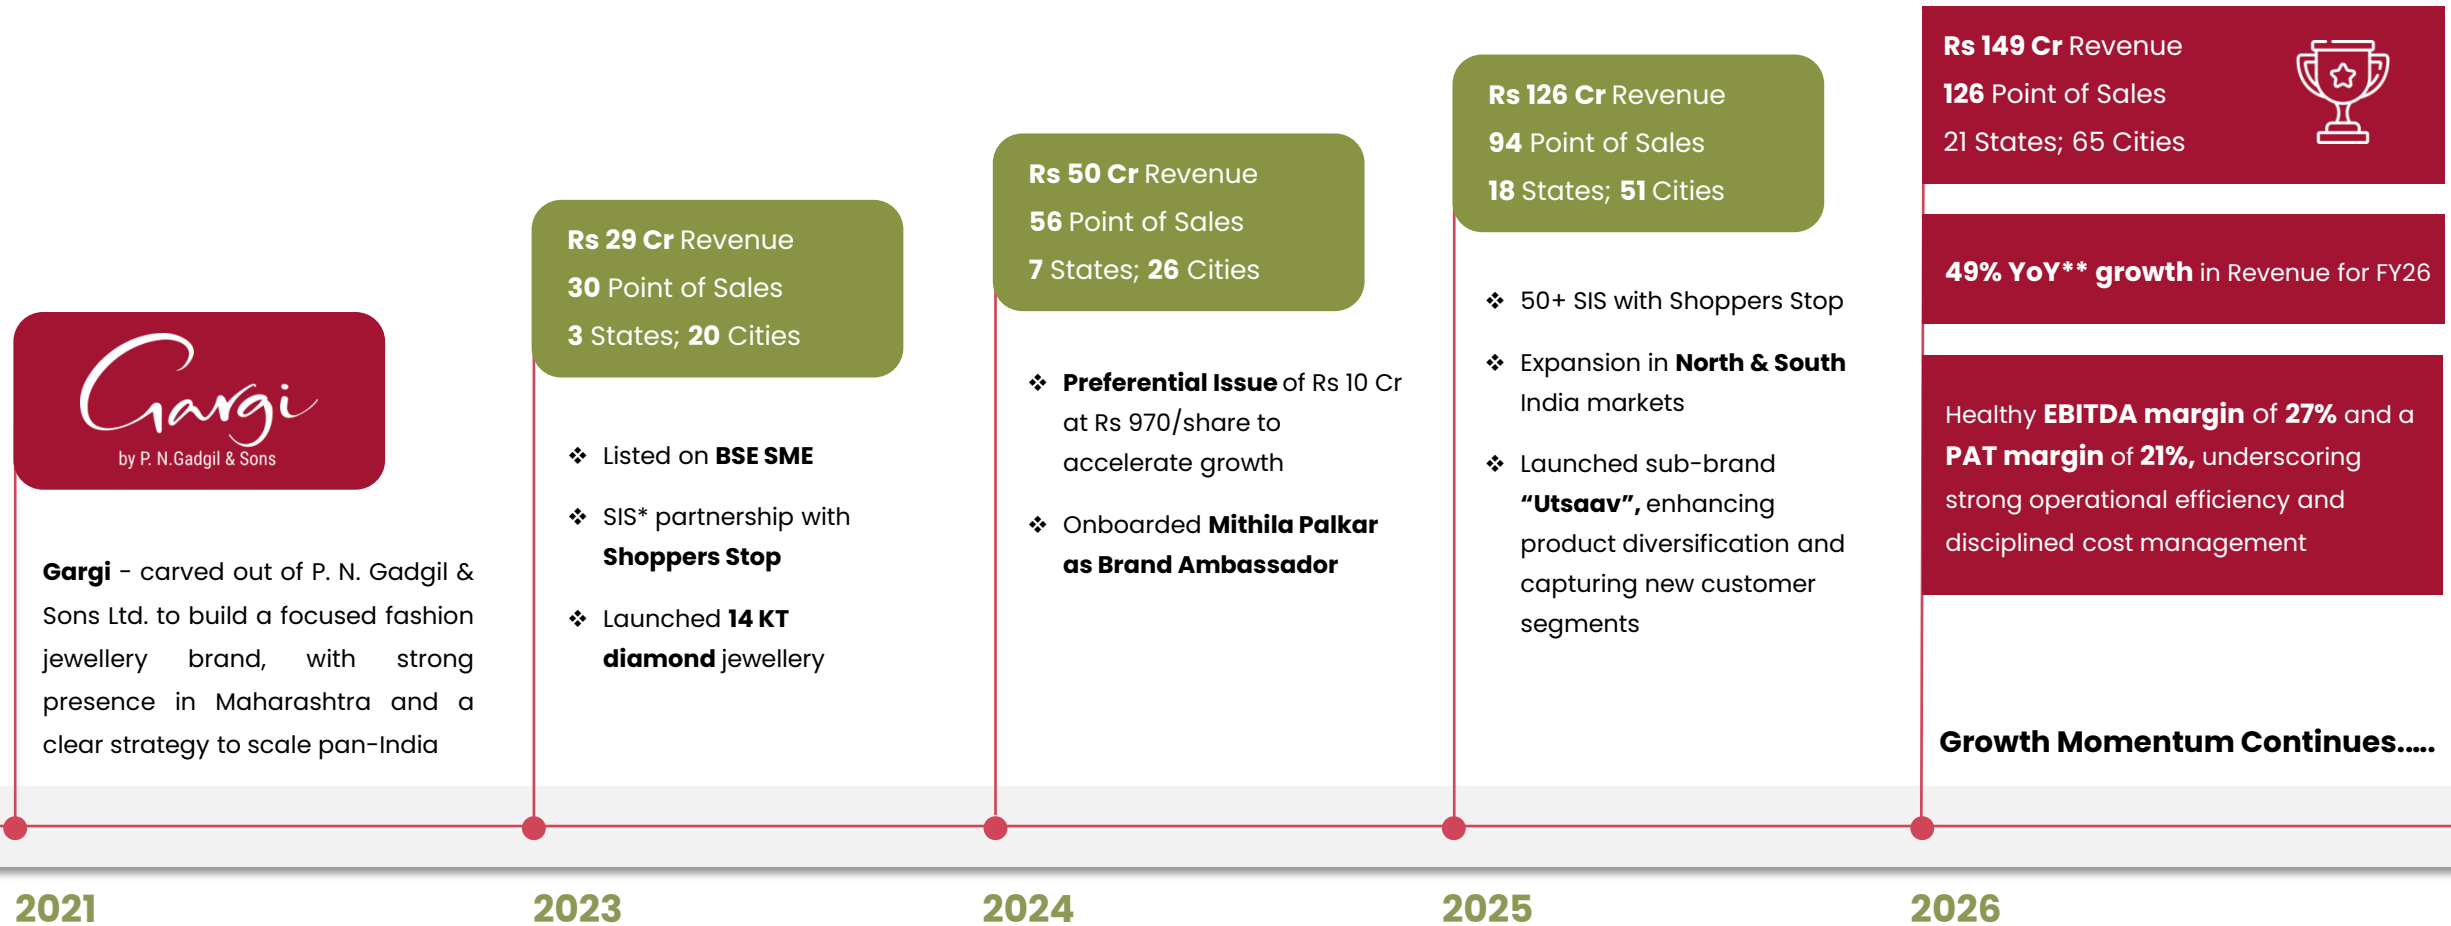 Gargi
by P. N.Gadgil & Sons
Gargi - carved out of P. N. Gadgil &
Sons Ltd. to build a focused fashion
jewellery brand, with strong
presence in Maharashtra and a
clear strategy to scale pan-India
2021
Rs 29 Cr Revenue
30 Point of Sales
3 States; 20 Cities
❖ Listed on BSE SME
❖ SIS* partnership with
Shoppers Stop
❖ Launched 14 KT
diamond jewellery
2023
Rs 50 Cr Revenue
56 Point of Sales
7 States; 26 Cities
❖ Preferential Issue of Rs 10 Cr
at Rs 970/share to
accelerate growth
❖ Onboarded Mithila Palkar
as Brand Ambassador
2024
Rs 126 Cr Revenue
94 Point of Sales
18 States; 51 Cities
❖ 50+ SIS with Shoppers Stop
❖ Expansion in North & South
India markets
❖ Launched sub-brand
“Utsaav”, enhancing
product diversification and
capturing new customer
segments
2025
Rs 149 Cr Revenue
126 Point of Sales
21 States; 65 Cities
49% YoY** growth in Revenue for FY26
Healthy EBITDA margin of 27% and a
PAT margin of 21%, underscoring
strong operational efficiency and
disciplined cost management
Growth Momentum Continues.....
2026